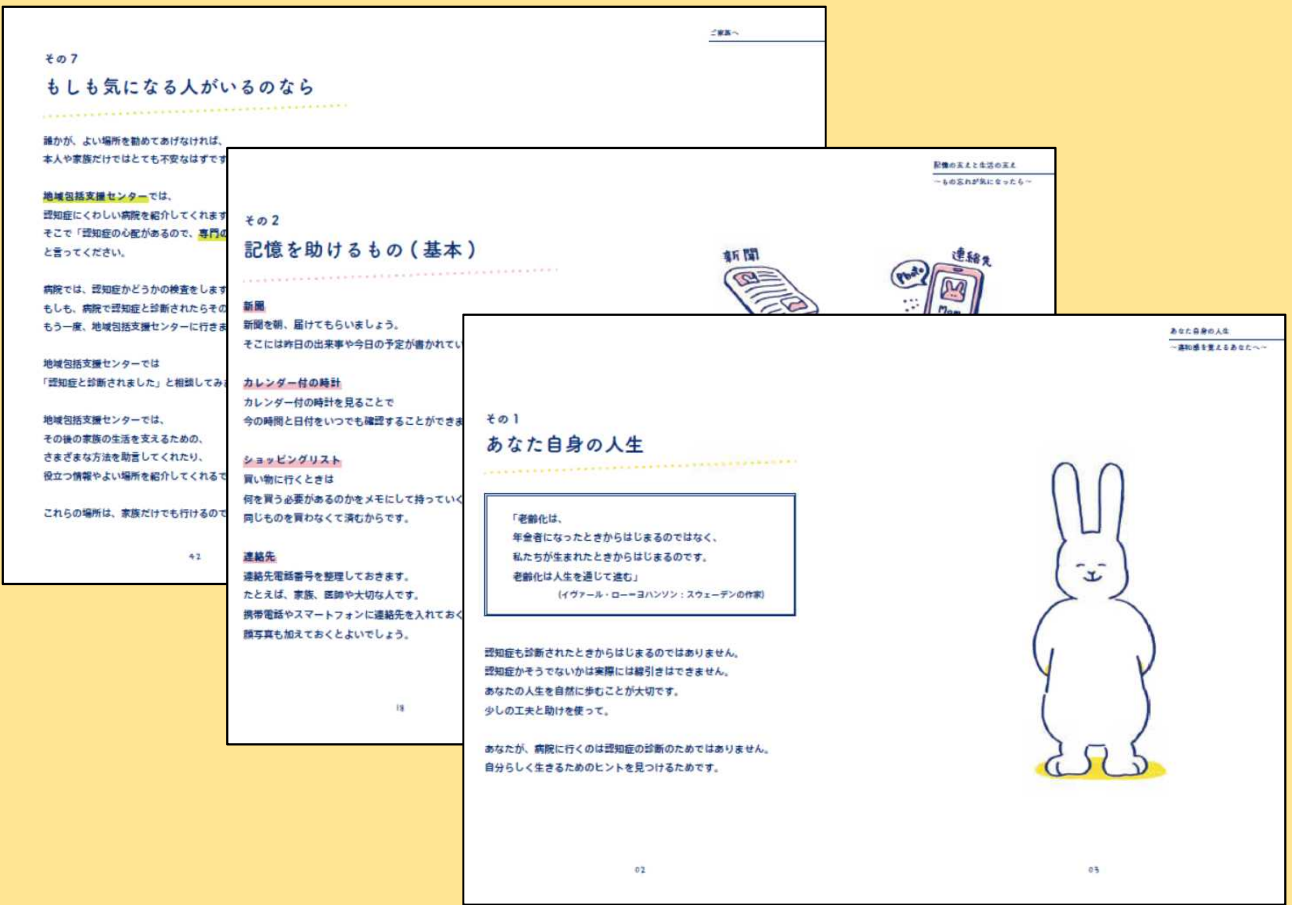 ご家族へ
その7
もしも気になる人がいるのなら
誰かが、よい場所を勧めてあげなければ、
本人や家族だけではとても不安なはずです
地域包括支援センターでは、
認知症にくわしい病院を紹介してくれます
そこで「認知症の心配があるので、専門の
と言ってください。
病院では、認知症かどうかの検査をします
もしも、病院で認知症と診断されたらその
もう一度、地域包括支援センターに行きま
地域包括支援センターでは
「認知症と診断されました」と相談してみ
地域包括支援センターでは、
その後の家族の生活を支えるための、
さまざまな方法を助言してくれたり、
役立つ情報やよい場所を紹介してくれるで
これらの場所は、家族だけでも行けるので
42
記憶の支えと生活の支え
〜もの忘れが気になったら〜
その2
記憶を助けるもの(基本)
新聞
新聞を朝、届けてもらいましょう。
そこには昨日の出来事や今日の予定が書かれてい
カレンダー付の時計
カレンダー付の時計を見ることで
今の時間と日付をいつでも確認することができま
ショッピングリスト
買い物に行くときは
何を買う必要があるのかをメモにして持っていく
同じものを買わなくて済むからです。
連絡先
連絡先電話番号を整理しておきます。
たとえば、家族、医師や大切な人です。
携帯電話やスマートフォンに連絡先を入れておく
顔写真も加えておくとよいでしょう。
18
新聞
連絡先
Photo
Mom
あなた自身の人生
〜違和感を覚えるあなたへ〜
その1
あなた自身の人生
「老齢化は、
年金者になったときからはじまるのではなく、
私たちが生まれたときからはじまるのです。
老齢化は人生を通じて進む」
(イヴァール・ロー=ヨハンソン:スウェーデンの作家)
認知症も診断されたときからはじまるのではありません。
認知症かそうでないかは実際には線引きはできません。
あなたの人生を自然に歩むことが大切です。
少しの工夫と助けを使って。
あなたが、病院に行くのは認知症の診断のためではありません。
自分らしく生きるためのヒントを見つけるためです。
02
03